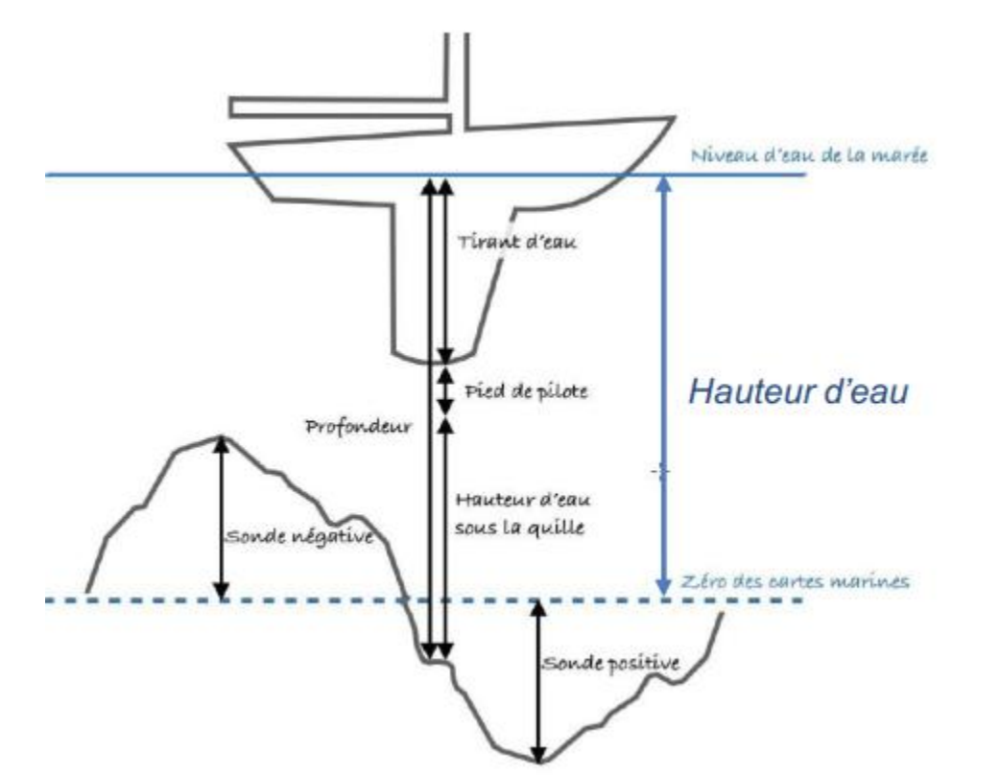 Niveau d'eau de la marée
Tirant d'eau
Pied de pilote
Hauteur d'eau
Profondeur
Hauteur d'eau
sous la quille
Sonde négative
Zéro des cartes marines
Sonde positive